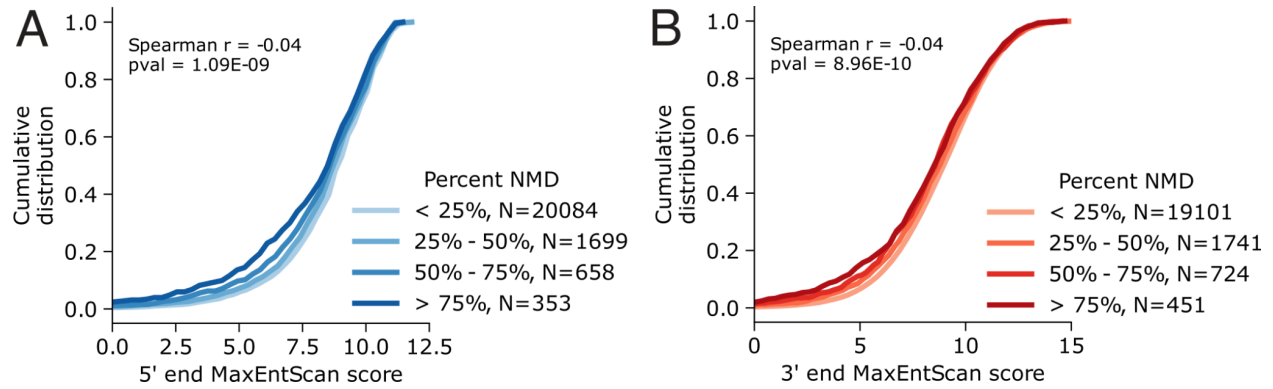 A
Spearman r = -0.04
pval = 1.09E-09
Cumulative
distribution
1.0
0.8
0.6
0.4
0.2
0.0
Percent NMD
< 25%, N=20084
25% - 50%, N=1699
50% - 75%, N=658
> 75%, N=353
0.0 2.5 5.0 7.5 10.0 12.5
5' end MaxEntScan score
B
Spearman r = -0.04
pval = 8.96E-10
Cumulative
distribution
1.0
0.8
0.6
0.4
0.2
0.0
Percent NMD
< 25%, N=19101
25% - 50%, N=1741
50% - 75%, N=724
> 75%, N=451
0 5 10 15
3' end MaxEntScan score